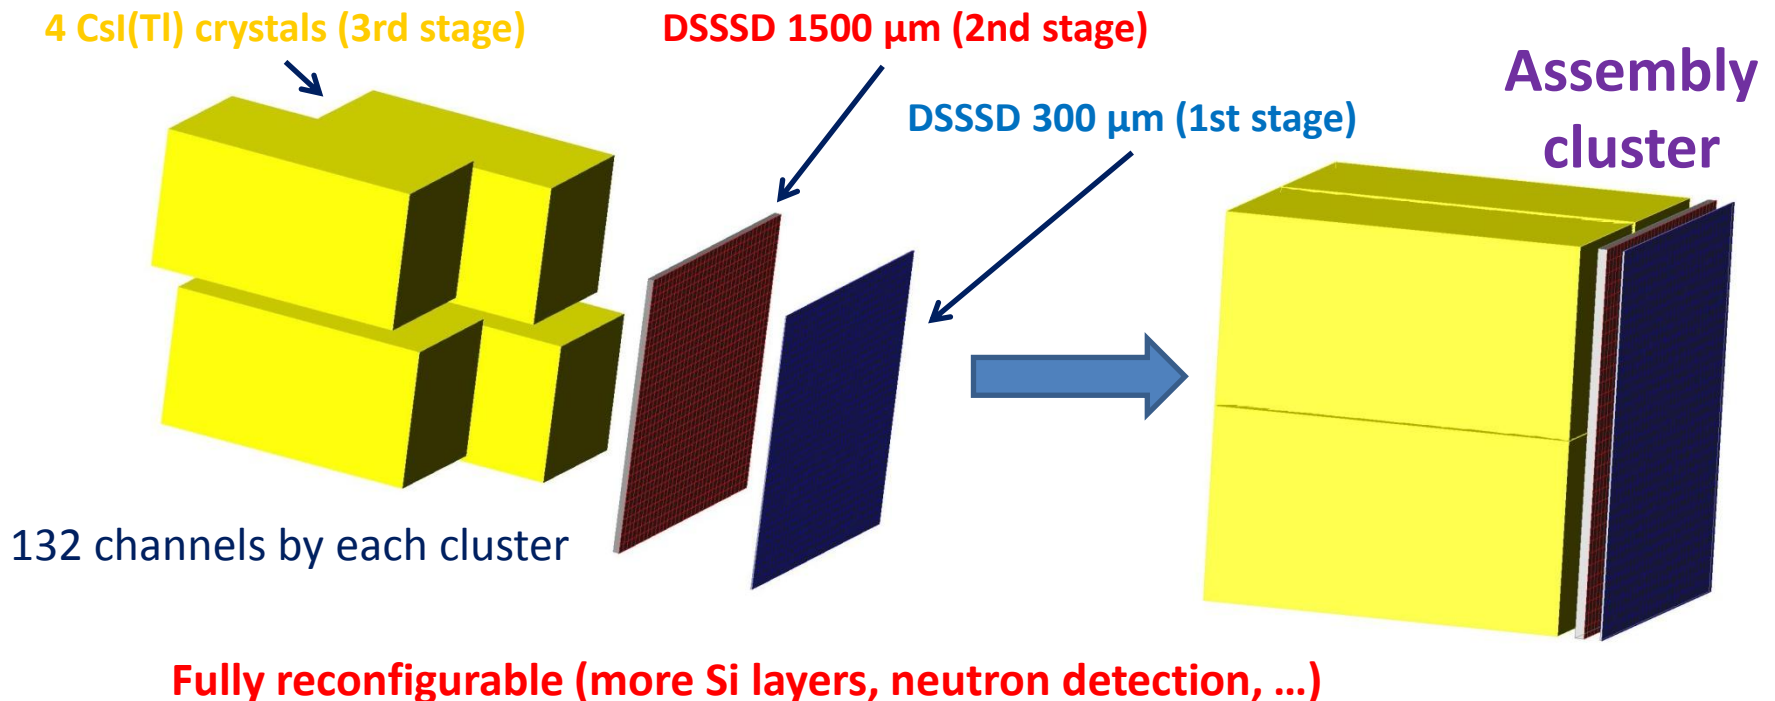 4 CsI(Tl) crystals (3rd stage)
DSSSD 1500 μm (2nd stage)
DSSSD 300 μm (1st stage)
Assembly
cluster
132 channels by each cluster
Fully reconfigurable (more Si layers, neutron detection, …)